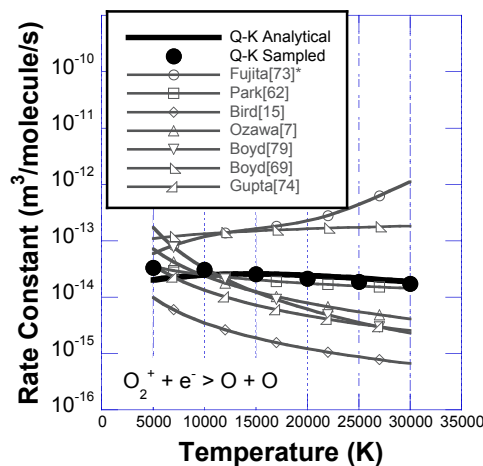 Q-K Analytical
Q-K Sampled
Fujita[73]*
Park[62]
Bird[15]
Ozawa[7]
Boyd[79]
Boyd[69]
Gupta[74]
Rate Constant (m³/molecule/s)
10⁻¹⁰
10⁻¹¹
10⁻¹²
10⁻¹³
10⁻¹⁴
10⁻¹⁵
10⁻¹⁶
O₂⁺ + e⁻ > O + O
0 5000 10000 15000 20000 25000 30000 35000
Temperature (K)